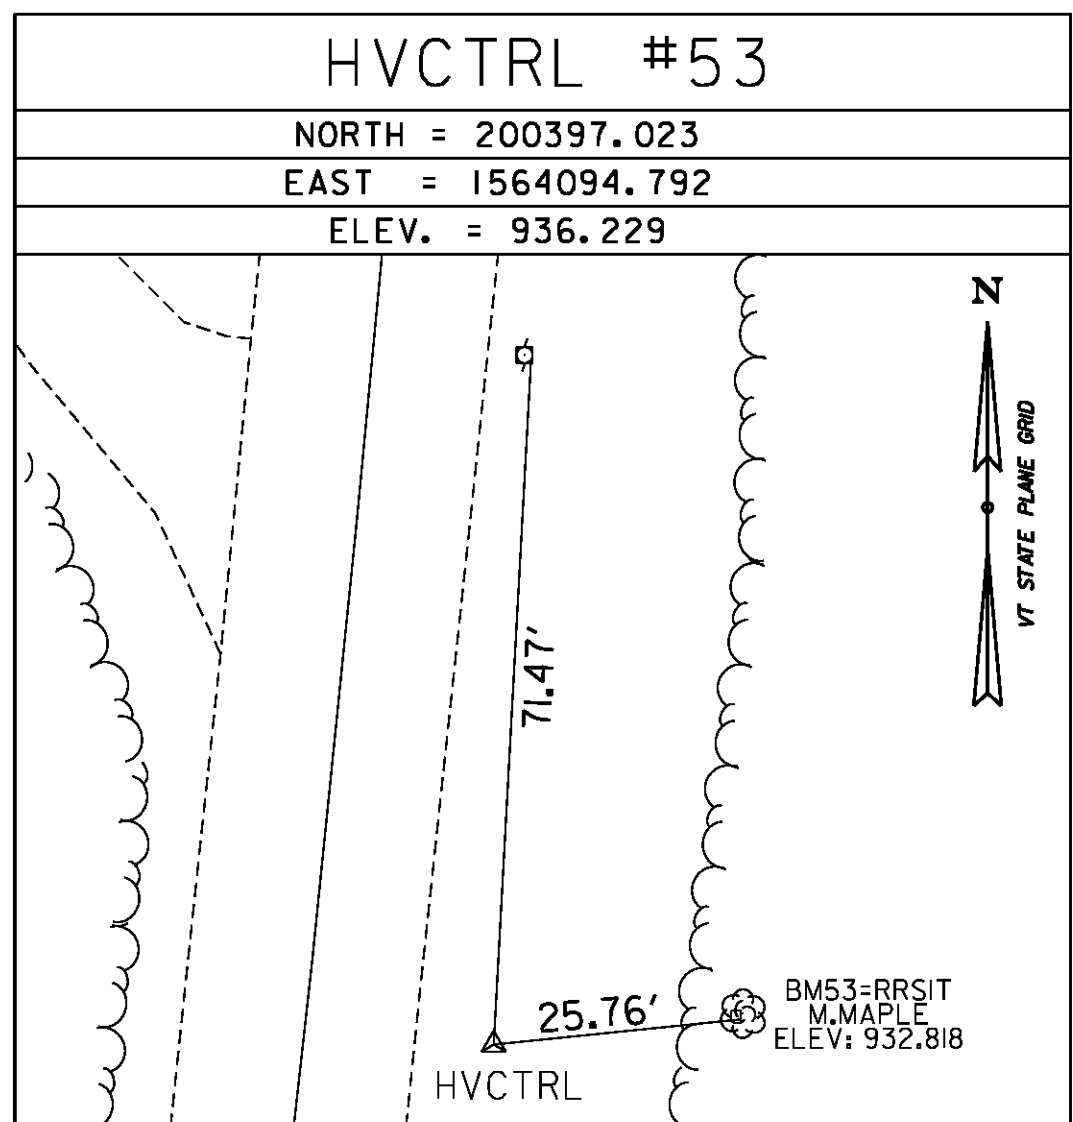 HVCTRL #53
NORTH = 200397.023
EAST = 1564094.792
ELEV. = 936.229
N
VT STATE PLANE GRID
71.47'
25.76'
BM53=RRSIT
M.MAPLE
ELEV: 932.818
HVCTRL